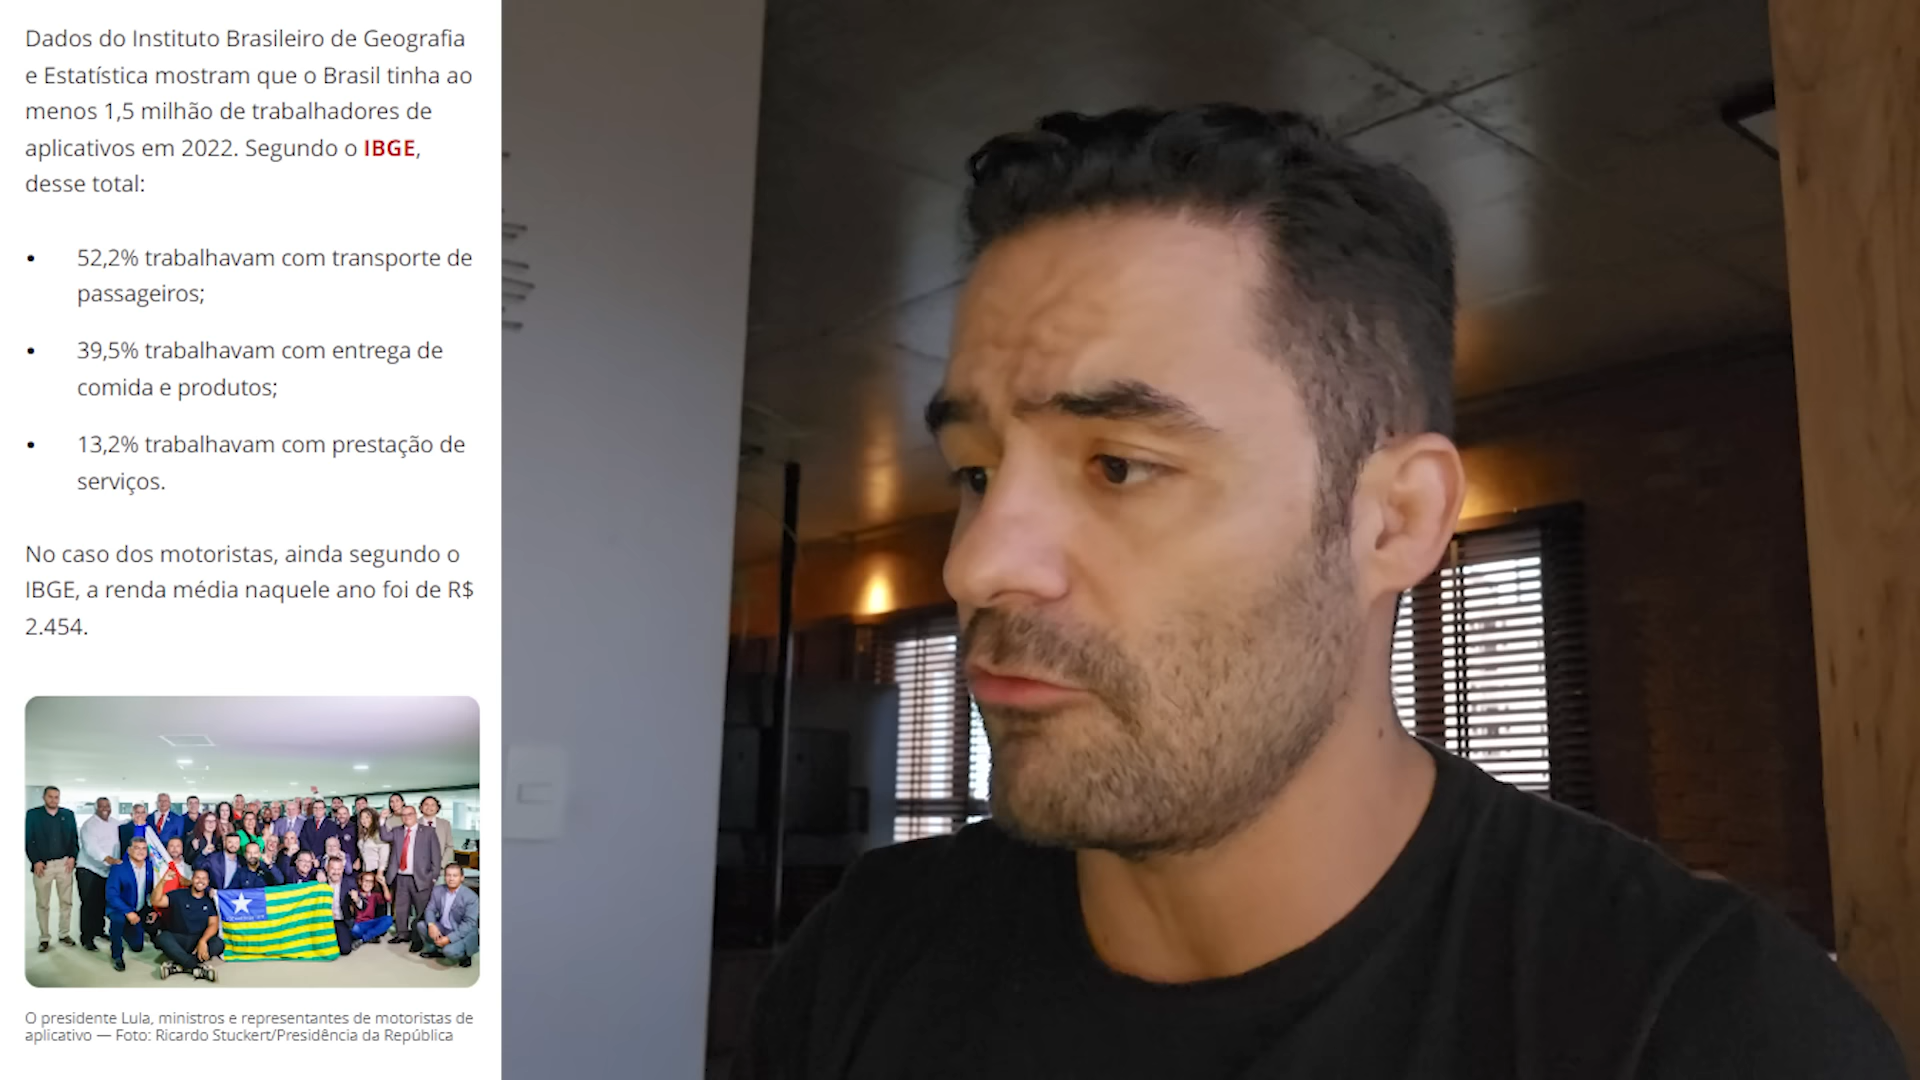 Dados do Instituto Brasileiro de Geografia
e Estatística mostram que o Brasil tinha ao
menos 1,5 milhão de trabalhadores de
aplicativos em 2022. Segundo o IBGE,
desse total:
• 52,2% trabalhavam com transporte de
passageiros;
• 39,5% trabalhavam com entrega de
comida e produtos;
• 13,2% trabalhavam com prestação de
serviços.
No caso dos motoristas, ainda segundo o
IBGE, a renda média naquele ano foi de R$
2.454.
O presidente Lula, ministros e representantes de motoristas de
aplicativo — Foto: Ricardo Stuckert/Presidência da República